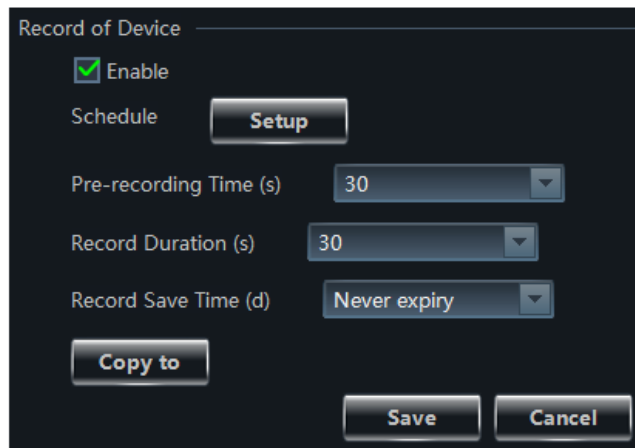 Record of Device
Enable
Schedule Setup
Pre-recording Time (s) 30
Record Duration (s) 30
Record Save Time (d) Never expiry
Copy to
Save Cancel